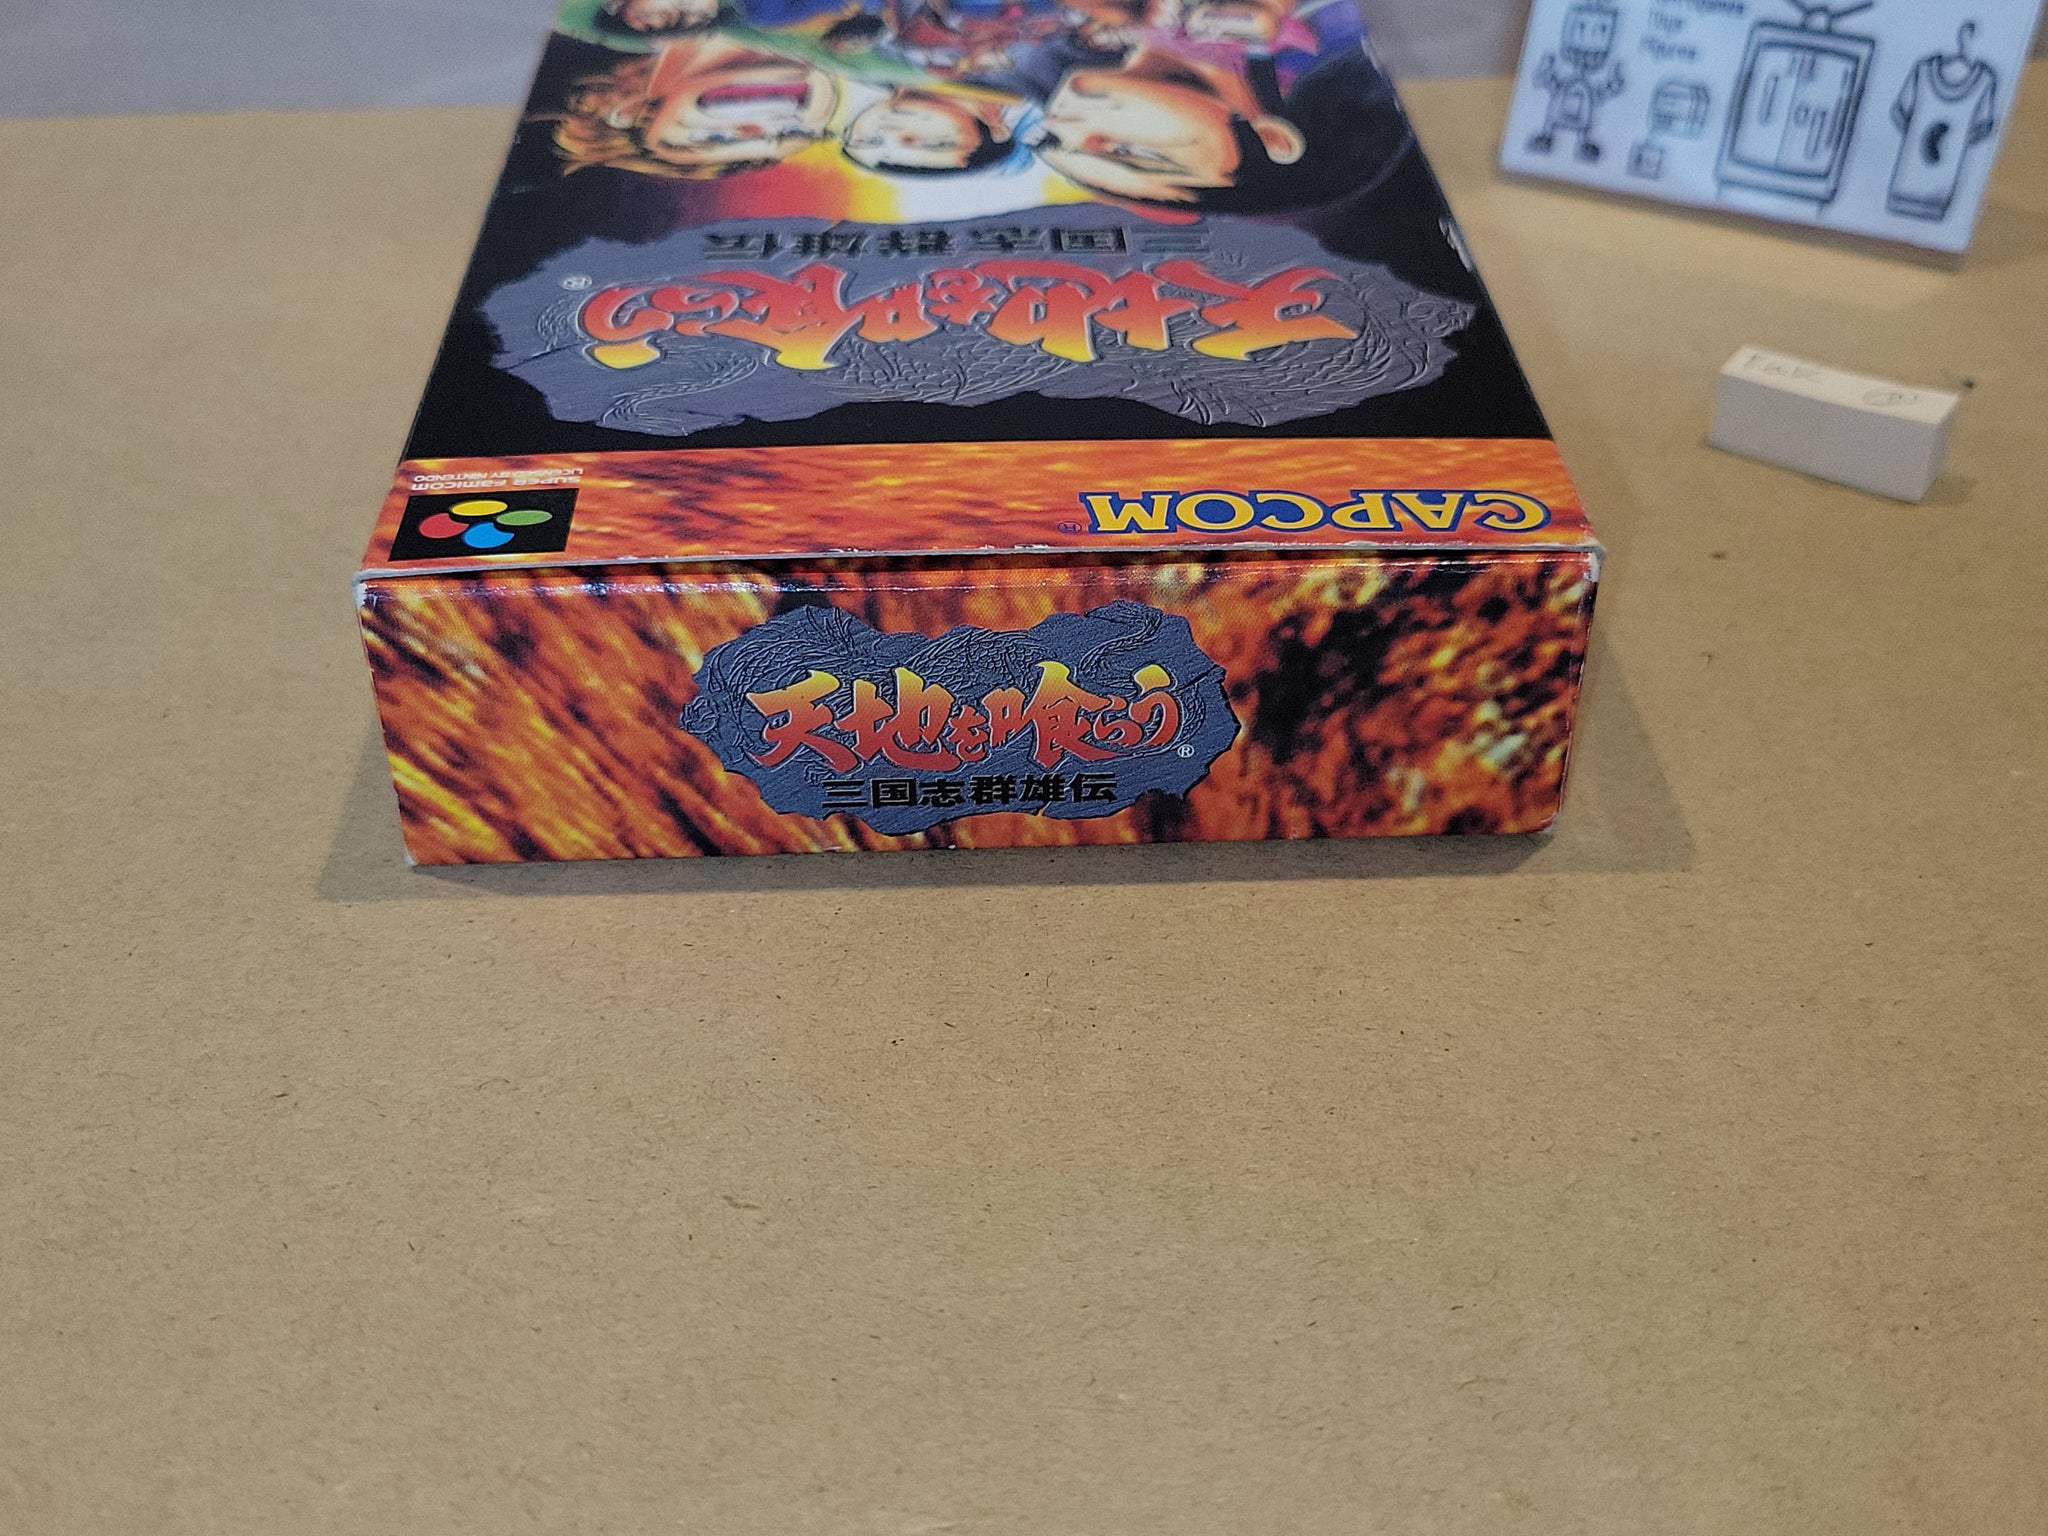 三国志群雄伝
天地を喰らう®
SUPER FAMICOM
LICENSED BY NINTENDO
CAPCOM®
天地を喰らう®
三国志群雄伝
Toys